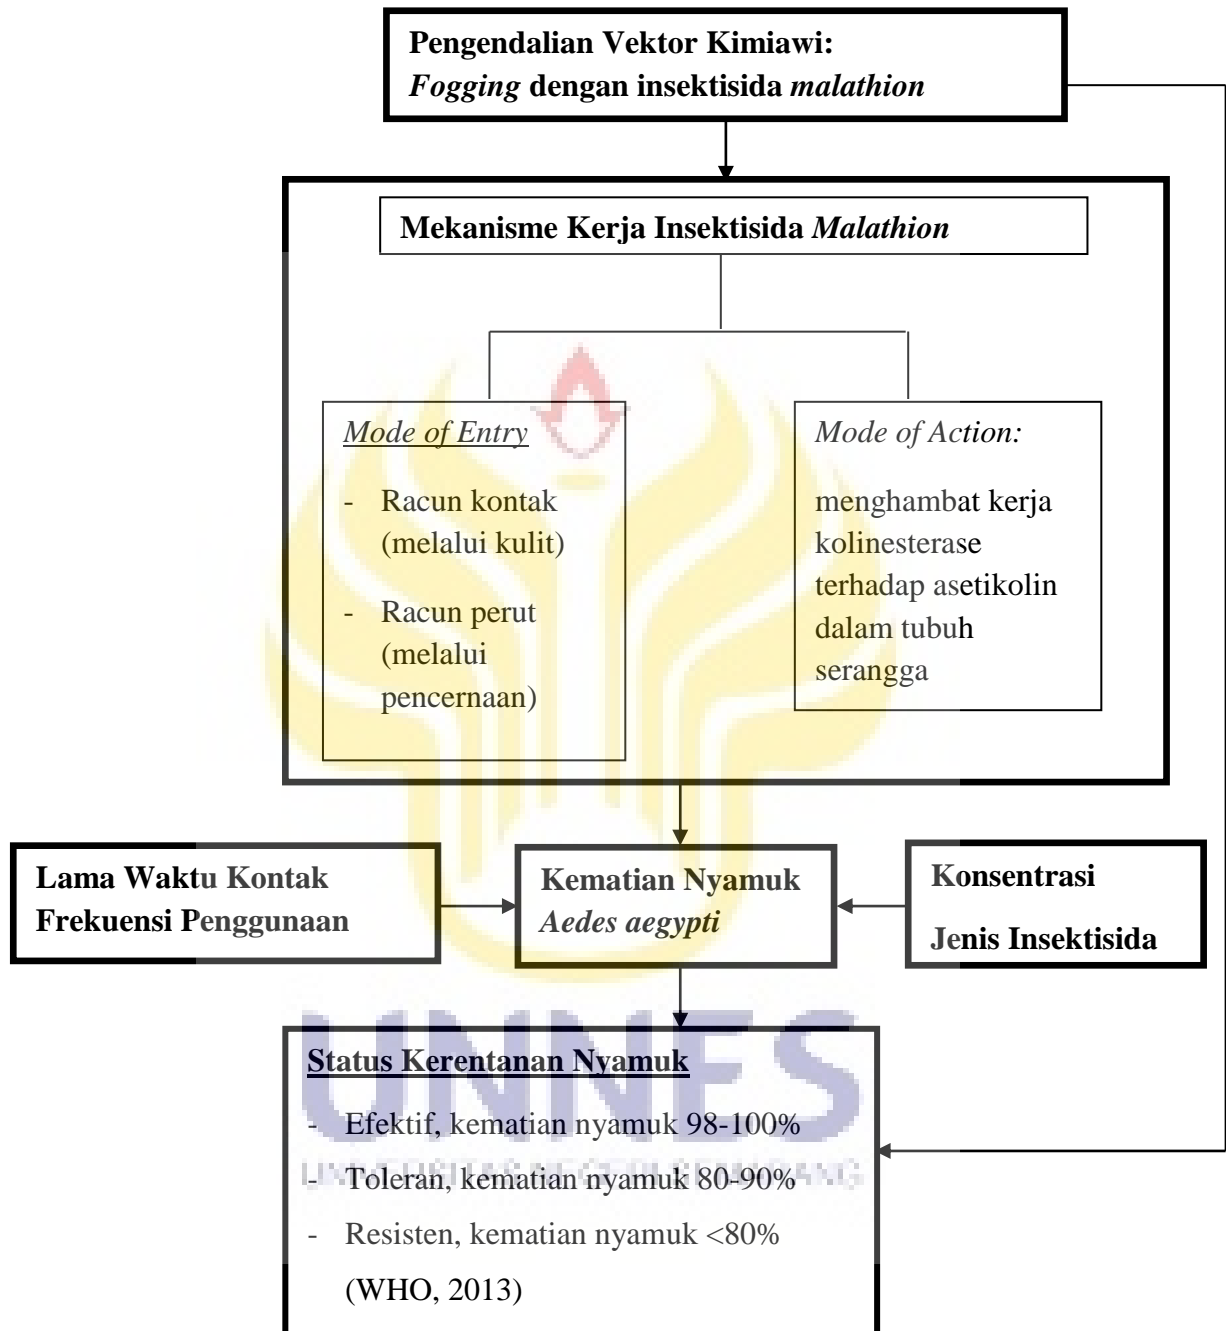 Pengendalian Vektor Kimiawi:
Fogging dengan insektisida malathion
Mekanisme Kerja Insektisida Malathion
Mode of Entry
- Racun kontak
(melalui kulit)
- Racun perut
(melalui
pencernaan)
Mode of Action:
menghambat kerja
kolinesterase
terhadap asetikolin
dalam tubuh
serangga
Lama Waktu Kontak
Frekuensi Penggunaan
Kematian Nyamuk
Aedes aegypti
Konsentrasi
Jenis Insektisida
UNNES
UNIVERSITAS NEGERI SEMARANG
Status Kerentanan Nyamuk
- Efektif, kematian nyamuk 98-100%
- Toleran, kematian nyamuk 80-90%
- Resisten, kematian nyamuk <80%
(WHO, 2013)